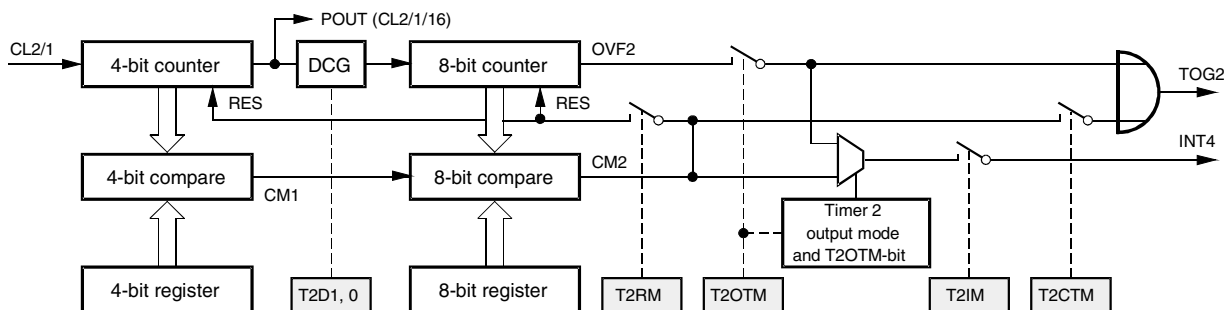 POUT (CL2/1/16)
CL2/1
4-bit counter
DCG
8-bit counter
OVF2
TOG2
RES
RES
4-bit compare
CM1
8-bit compare
CM2
INT4
Timer 2
output mode
and T2OTM-bit
4-bit register
T2D1, 0
8-bit register
T2RM
T2OTM
T2IM
T2CTM